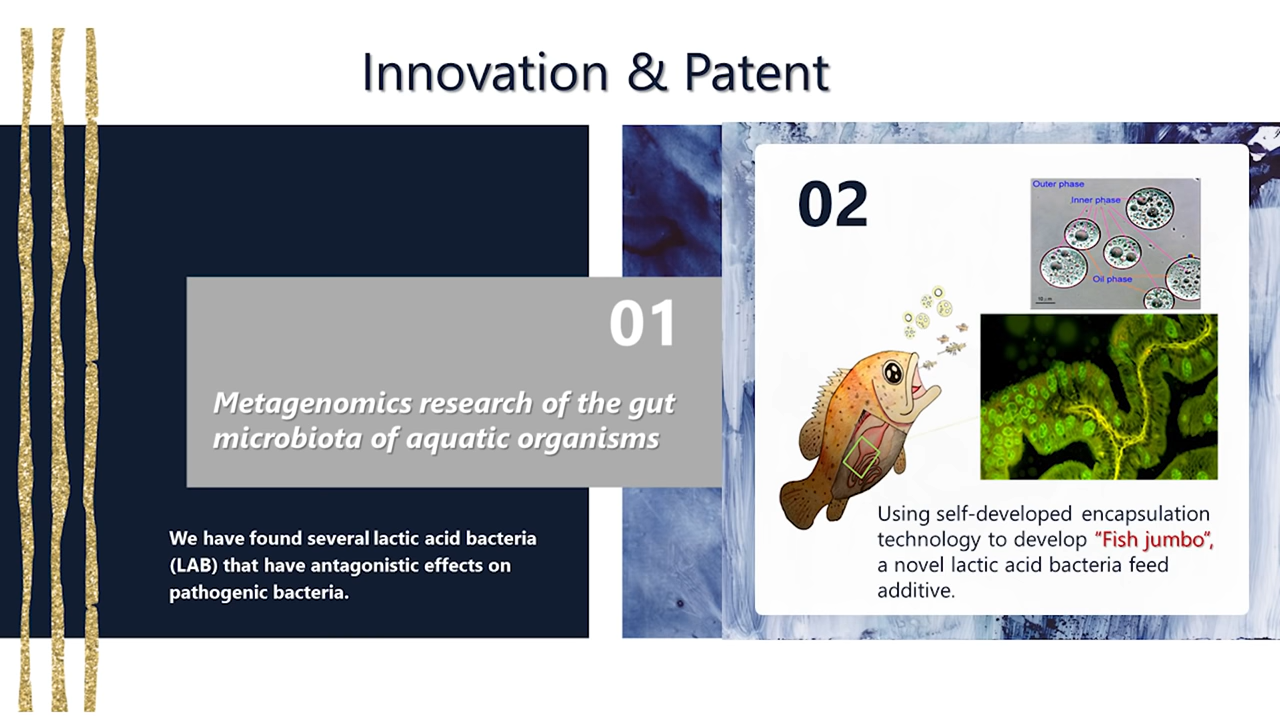 Innovation & Patent
01
Metagenomics research of the gut
microbiota of aquatic organisms
We have found several lactic acid bacteria
(LAB) that have antagonistic effects on
pathogenic bacteria.
02
Outer phase
Inner phase
Oil phase
Using self-developed encapsulation
technology to develop “Fish jumbo“,
a novel lactic acid bacteria feed
additive.